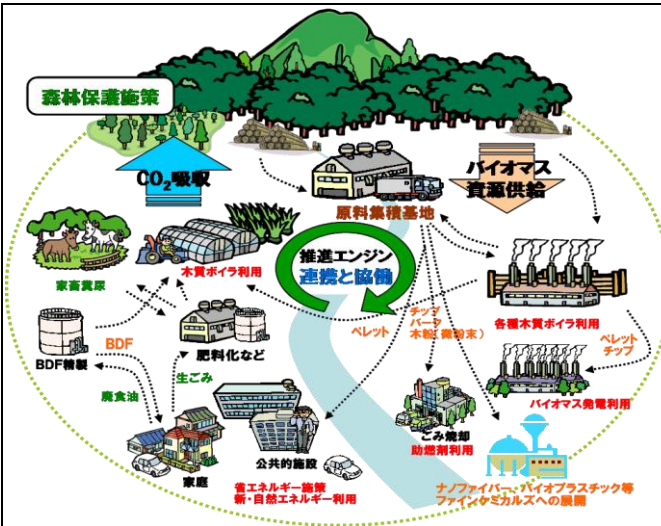 森林保護施策
CO₂吸収
バイオマス
資源供給
原料集積基地
家畜糞尿
木質ボイラ利用
推進エンジン
連携と協働
各種木質ボイラ利用
BDF精製
BDF
肥料化など
ペレット
チップ
バーク
木粉(微粉末)
ペレット
チップ
廃食油
生ごみ
バイオマス発電利用
家庭
公共的施設
ごみ焼却
助燃剤利用
省エネルギー施策
新・自然エネルギー利用
ナノファイバー・バイオプラスチック等
ファインケミカルズへの展開